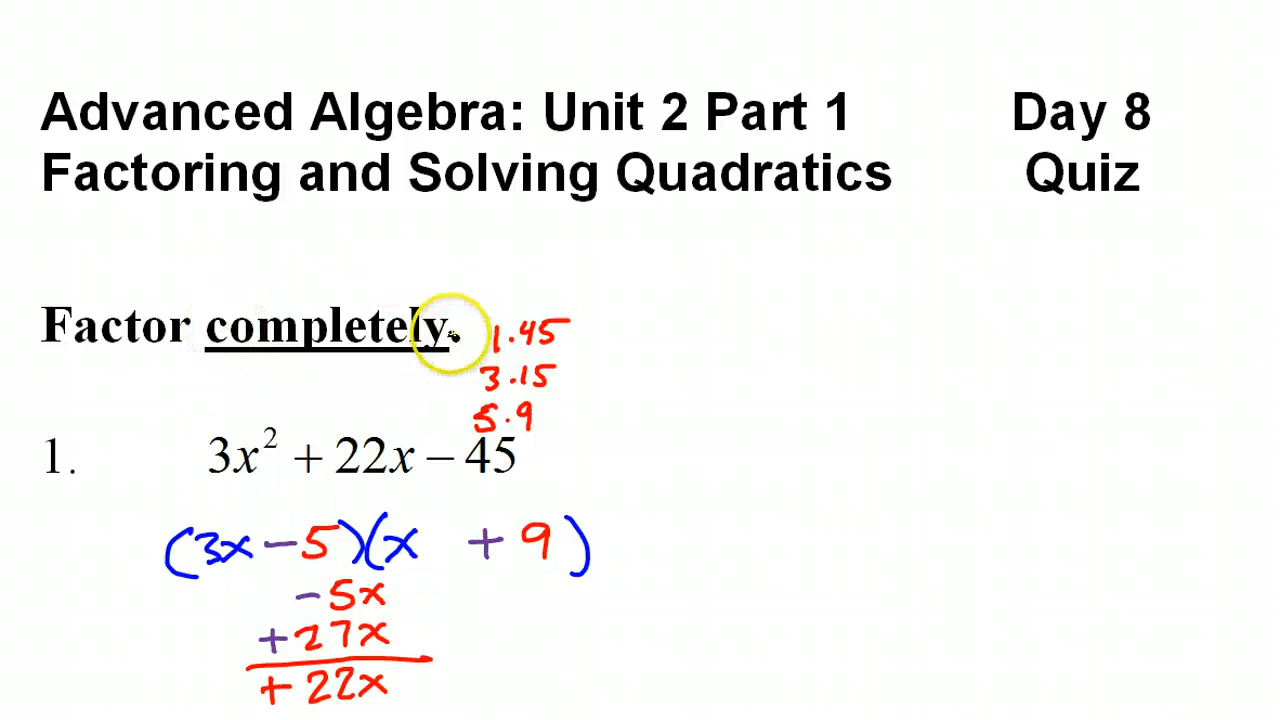 Advanced Algebra: Unit 2 Part 1 Day 8
Factoring and Solving Quadratics Quiz
Factor completely.
1·45
3·15
5·9
1. 3x² + 22x − 45
(3x − 5)(x + 9)
− 5x
+ 27x
+ 22x